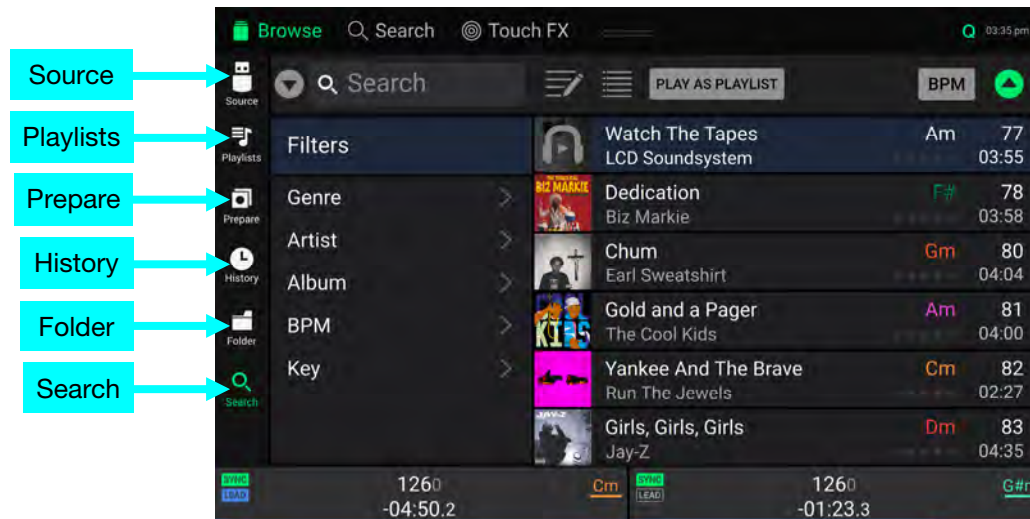 Browse Search Touch FX Q 03:35 pm
Source
Source
Search PLAY AS PLAYLIST BPM
Playlists
Playlists
Filters
Watch The Tapes Am 77
LCD Soundsystem 03:55
Prepare
Prepare
Genre
BIZ MARKIE
Dedication F# 78
Biz Markie 03:58
History
History
Artist
Album
Chum Gm 80
Earl Sweatshirt 04:04
Folder
Folder
BPM
KIDS
Gold and a Pager Am 81
The Cool Kids 04:00
Search
Search
Key
Yankee And The Brave Cm 82
Run The Jewels 02:27
JAY-Z
Girls, Girls, Girls Dm 83
Jay-Z 04:35
SYNC 1260 Cm SYNC 1260
LEAD -04:50.2 LEAD -01:23.3